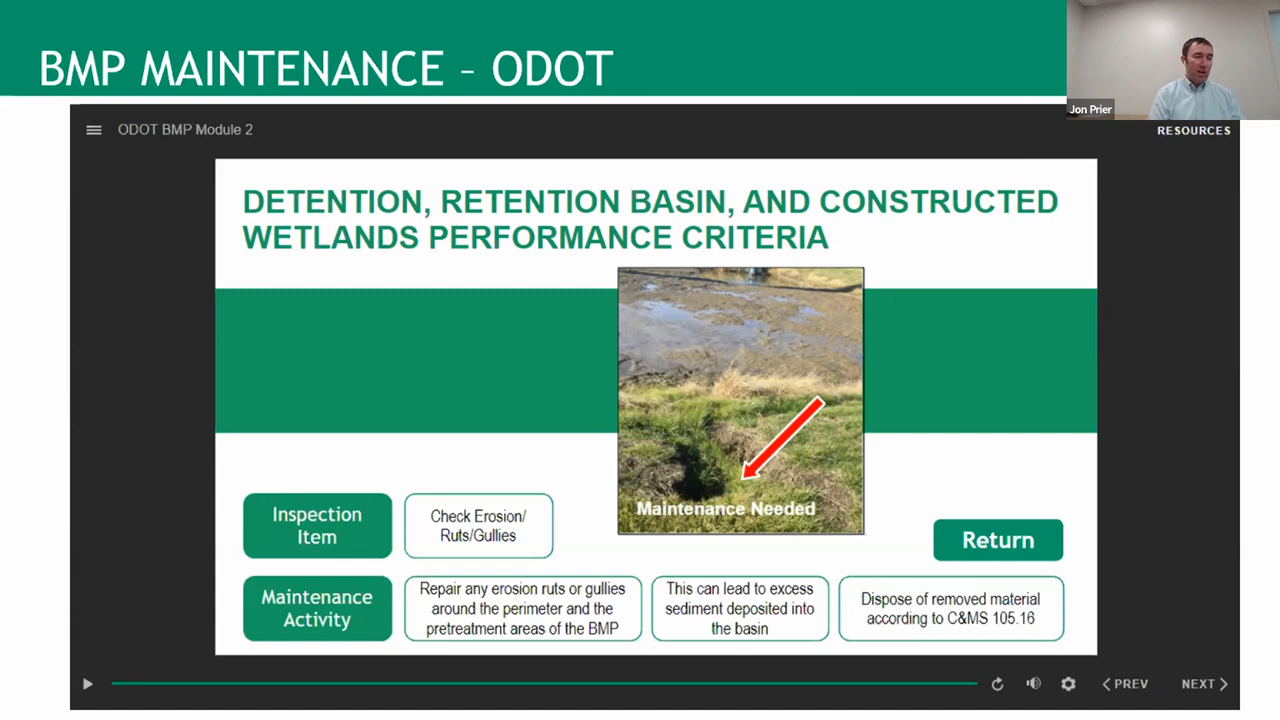 BMP MAINTENANCE – ODOT
Jon Prier
ODOT BMP Module 2
RESOURCES
DETENTION, RETENTION BASIN, AND CONSTRUCTED
WETLANDS PERFORMANCE CRITERIA
Maintenance Needed
Inspection
Item
Check Erosion/
Ruts/Gullies
Return
Maintenance
Activity
Repair any erosion ruts or gullies
around the perimeter and the
pretreatment areas of the BMP
This can lead to excess
sediment deposited into
the basin
Dispose of removed material
according to C&MS 105.16
PREV
NEXT